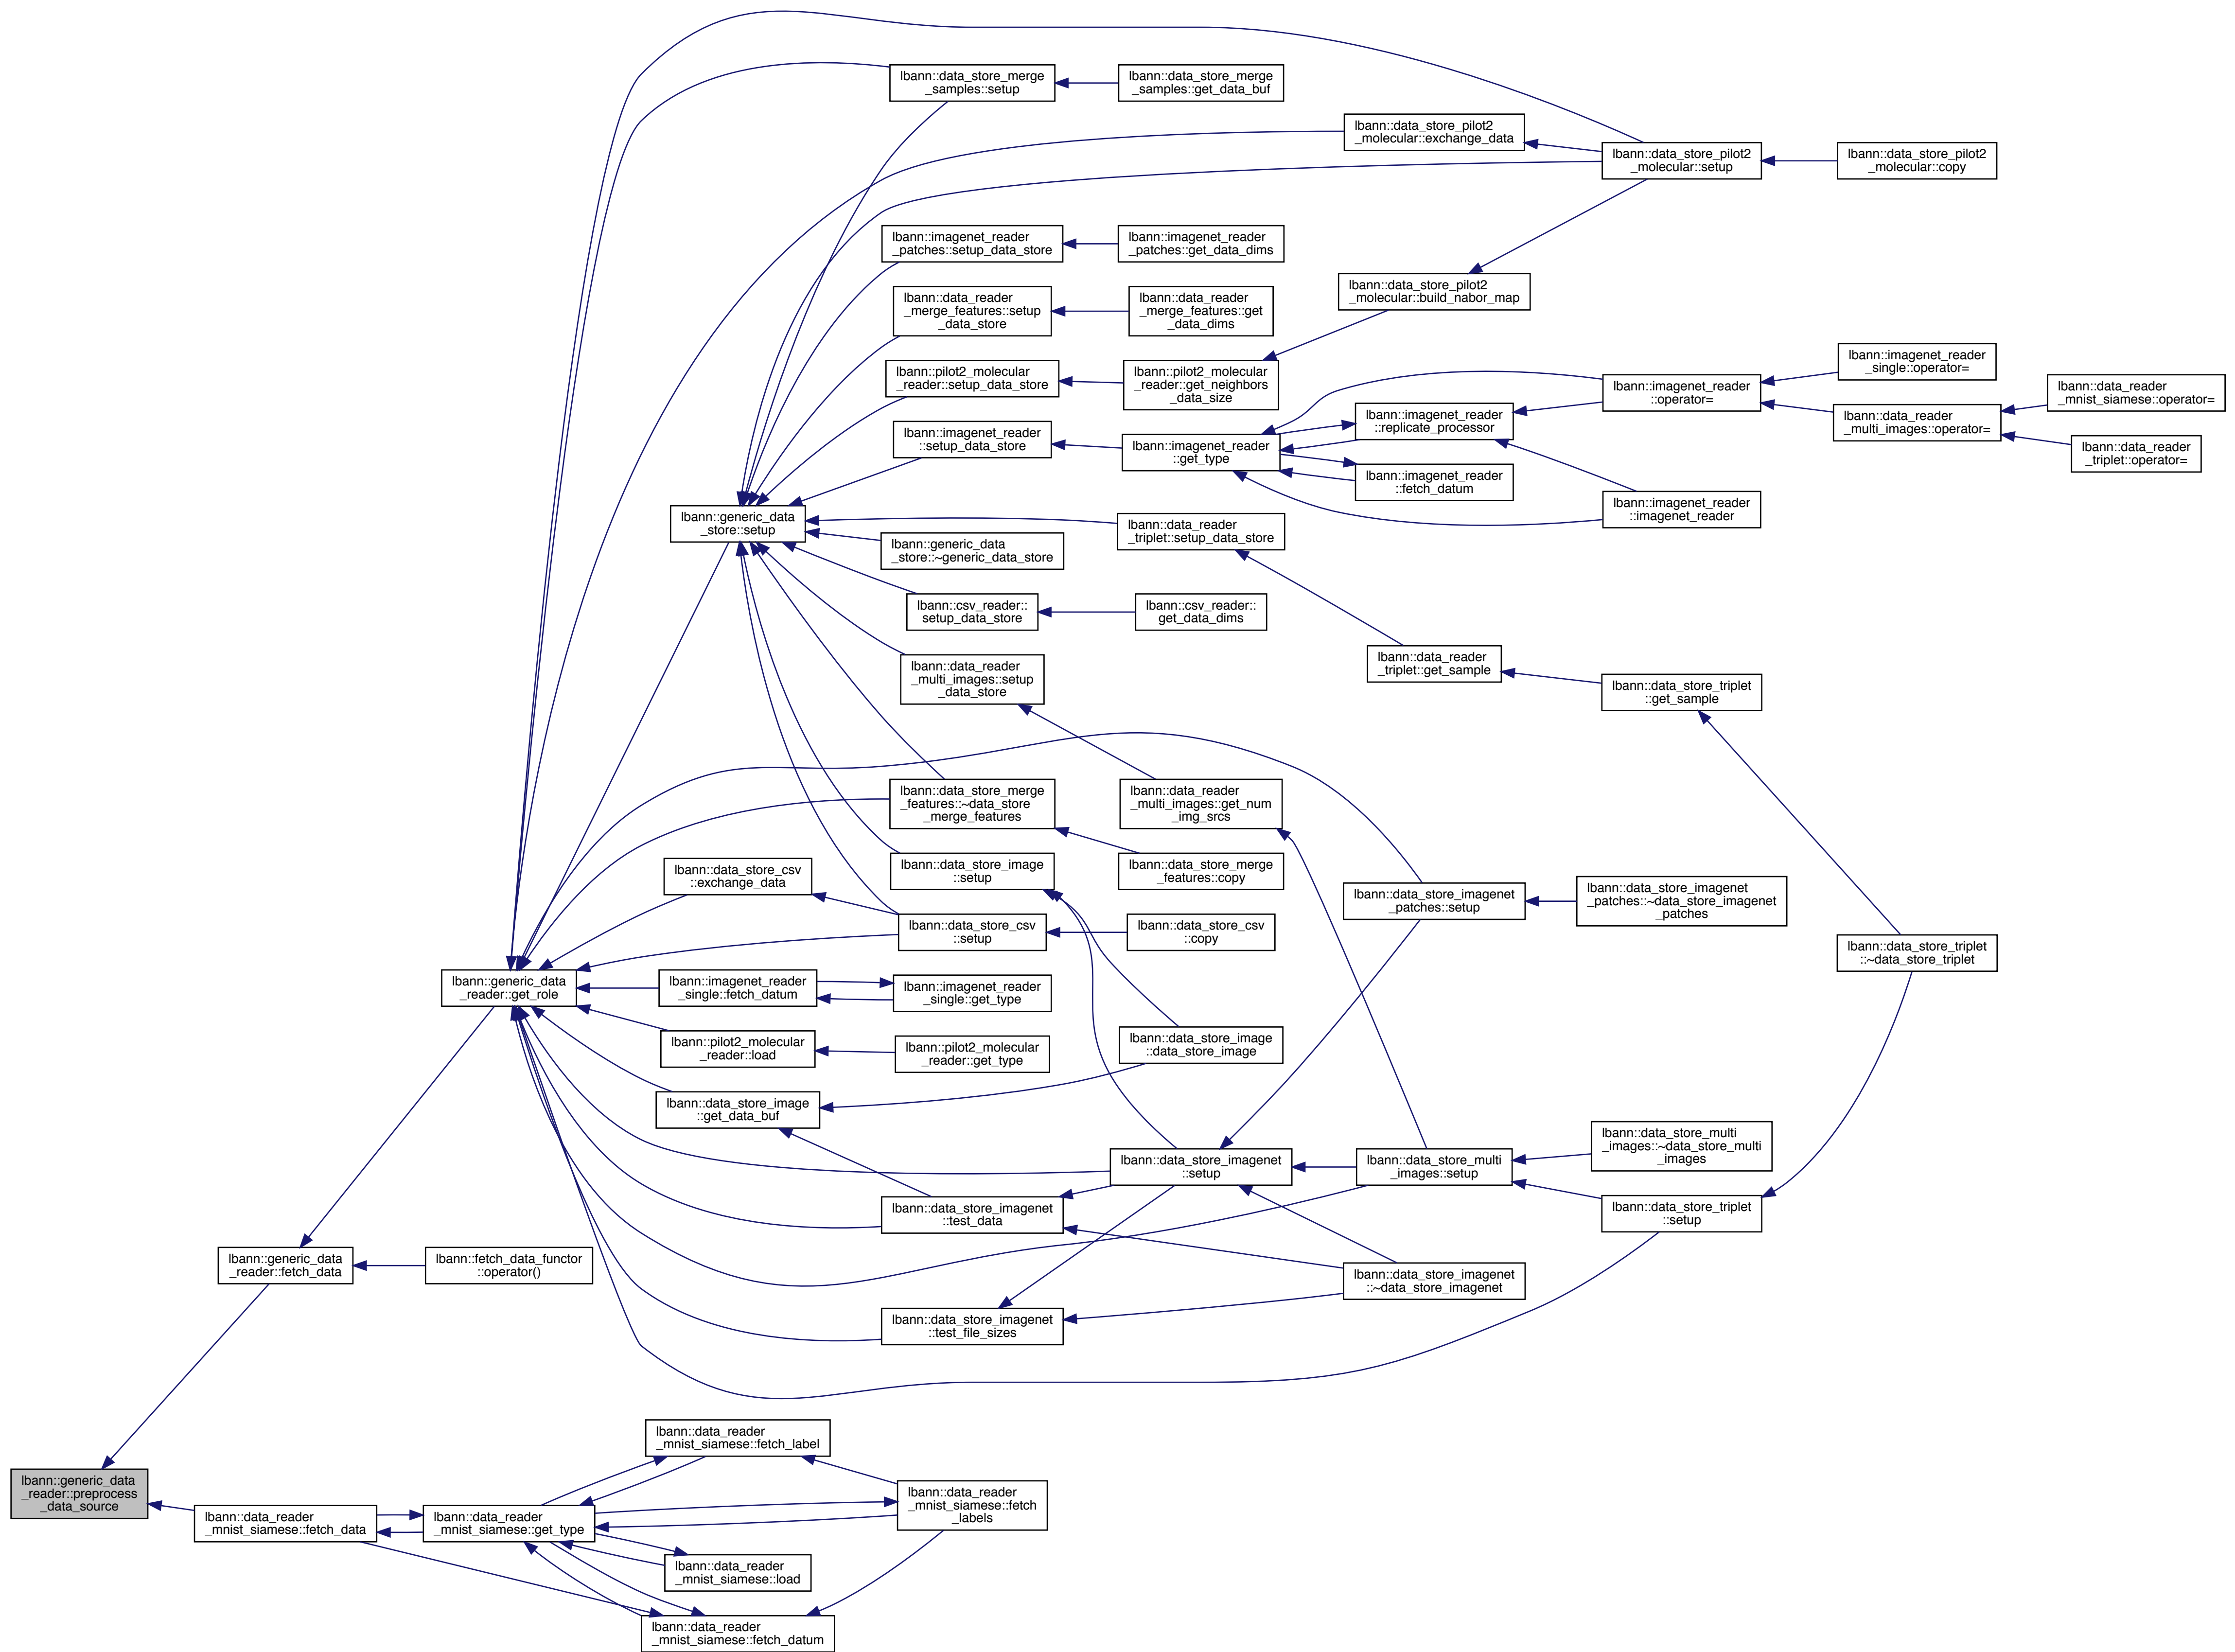 lbann::data_store_merge
_samples::setup
lbann::data_store_merge
_samples::get_data_buf
lbann::data_store_pilot2
_molecular::exchange_data
lbann::data_store_pilot2
_molecular::setup
lbann::data_store_pilot2
_molecular::copy
lbann::imagenet_reader
_patches::setup_data_store
lbann::imagenet_reader
_patches::get_data_dims
lbann::data_store_pilot2
_molecular::build_nabor_map
lbann::data_reader
_merge_features::setup
_data_store
lbann::data_reader
_merge_features::get
_data_dims
lbann::pilot2_molecular
_reader::setup_data_store
lbann::pilot2_molecular
_reader::get_neighbors
_data_size
lbann::imagenet_reader
_single::operator=
lbann::imagenet_reader
::operator=
lbann::data_reader
_mnist_siamese::operator=
lbann::data_reader
_multi_images::operator=
lbann::data_reader
_triplet::operator=
lbann::imagenet_reader
::replicate_processor
lbann::imagenet_reader
::setup_data_store
lbann::imagenet_reader
::get_type
lbann::imagenet_reader
::fetch_datum
lbann::imagenet_reader
::imagenet_reader
lbann::generic_data
_store::setup
lbann::data_reader
_triplet::setup_data_store
lbann::generic_data
_store::~generic_data_store
lbann::csv_reader::
setup_data_store
lbann::csv_reader::
get_data_dims
lbann::data_reader
_multi_images::setup
_data_store
lbann::data_reader
_triplet::get_sample
lbann::data_store_triplet
::get_sample
lbann::data_store_merge
_features::~data_store
_merge_features
lbann::data_reader
_multi_images::get_num
_img_srcs
lbann::data_store_csv
::exchange_data
lbann::data_store_image
::setup
lbann::data_store_merge
_features::copy
lbann::data_store_imagenet
_patches::setup
lbann::data_store_imagenet
_patches::~data_store_imagenet
_patches
lbann::data_store_csv
::setup
lbann::data_store_csv
::copy
lbann::data_store_triplet
::~data_store_triplet
lbann::generic_data
_reader::get_role
lbann::imagenet_reader
_single::fetch_datum
lbann::imagenet_reader
_single::get_type
lbann::pilot2_molecular
_reader::load
lbann::pilot2_molecular
_reader::get_type
lbann::data_store_image
::data_store_image
lbann::data_store_image
::get_data_buf
lbann::data_store_imagenet
::setup
lbann::data_store_multi
_images::setup
lbann::data_store_multi
_images::~data_store_multi
_images
lbann::data_store_imagenet
::test_data
lbann::data_store_triplet
::setup
lbann::generic_data
_reader::fetch_data
lbann::fetch_data_functor
::operator()
lbann::data_store_imagenet
::~data_store_imagenet
lbann::data_store_imagenet
::test_file_sizes
lbann::data_reader
_mnist_siamese::fetch_label
lbann::generic_data
_reader::preprocess
_data_source
lbann::data_reader
_mnist_siamese::fetch_data
lbann::data_reader
_mnist_siamese::get_type
lbann::data_reader
_mnist_siamese::fetch
_labels
lbann::data_reader
_mnist_siamese::load
lbann::data_reader
_mnist_siamese::fetch_datum